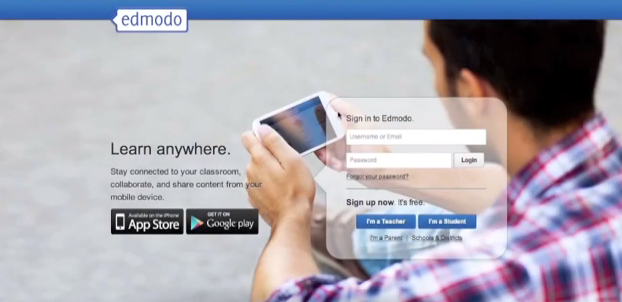 edmodo
Learn anywhere.
Stay connected to your classroom,
collaborate, and share content from your
mobile device.
Available on the iPhone
App Store
GET IT ON
Google play
Sign in to Edmodo.
Username or Email
Password
Login
Forgot your password?
Sign up now. It's free.
I'm a Teacher
I'm a Student
I'm a Parent | Schools & Districts